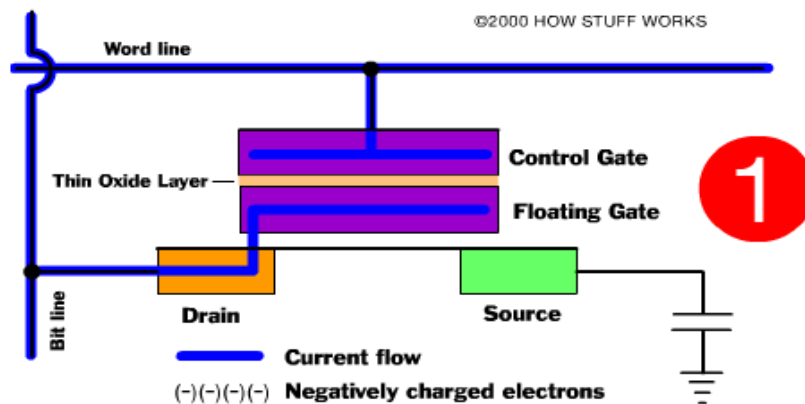 ©2000 HOW STUFF WORKS
Word line
Control Gate
1
Thin Oxide Layer
Floating Gate
Bit line
Drain
Source
Current flow
(-)(-)(-)(-) Negatively charged electrons